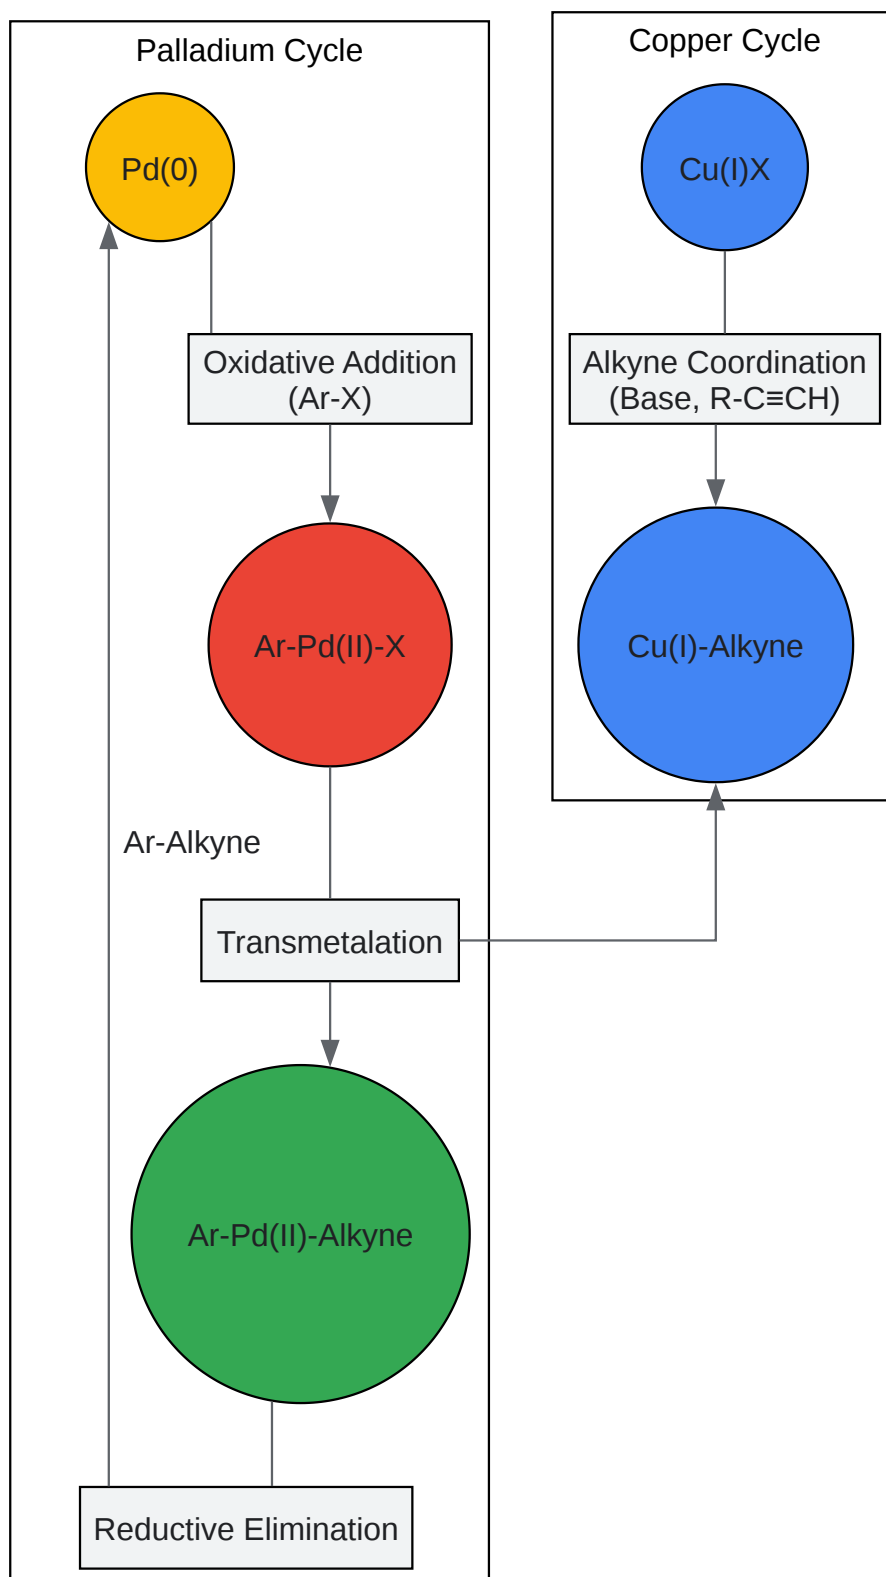 Palladium Cycle
Pd(0)
Oxidative Addition
(Ar-X)
Ar-Pd(II)-X
Ar-Alkyne
Transmetalation
Ar-Pd(II)-Alkyne
Reductive Elimination
Copper Cycle
Cu(I)X
Alkyne Coordination
(Base, R-C≡CH)
Cu(I)-Alkyne